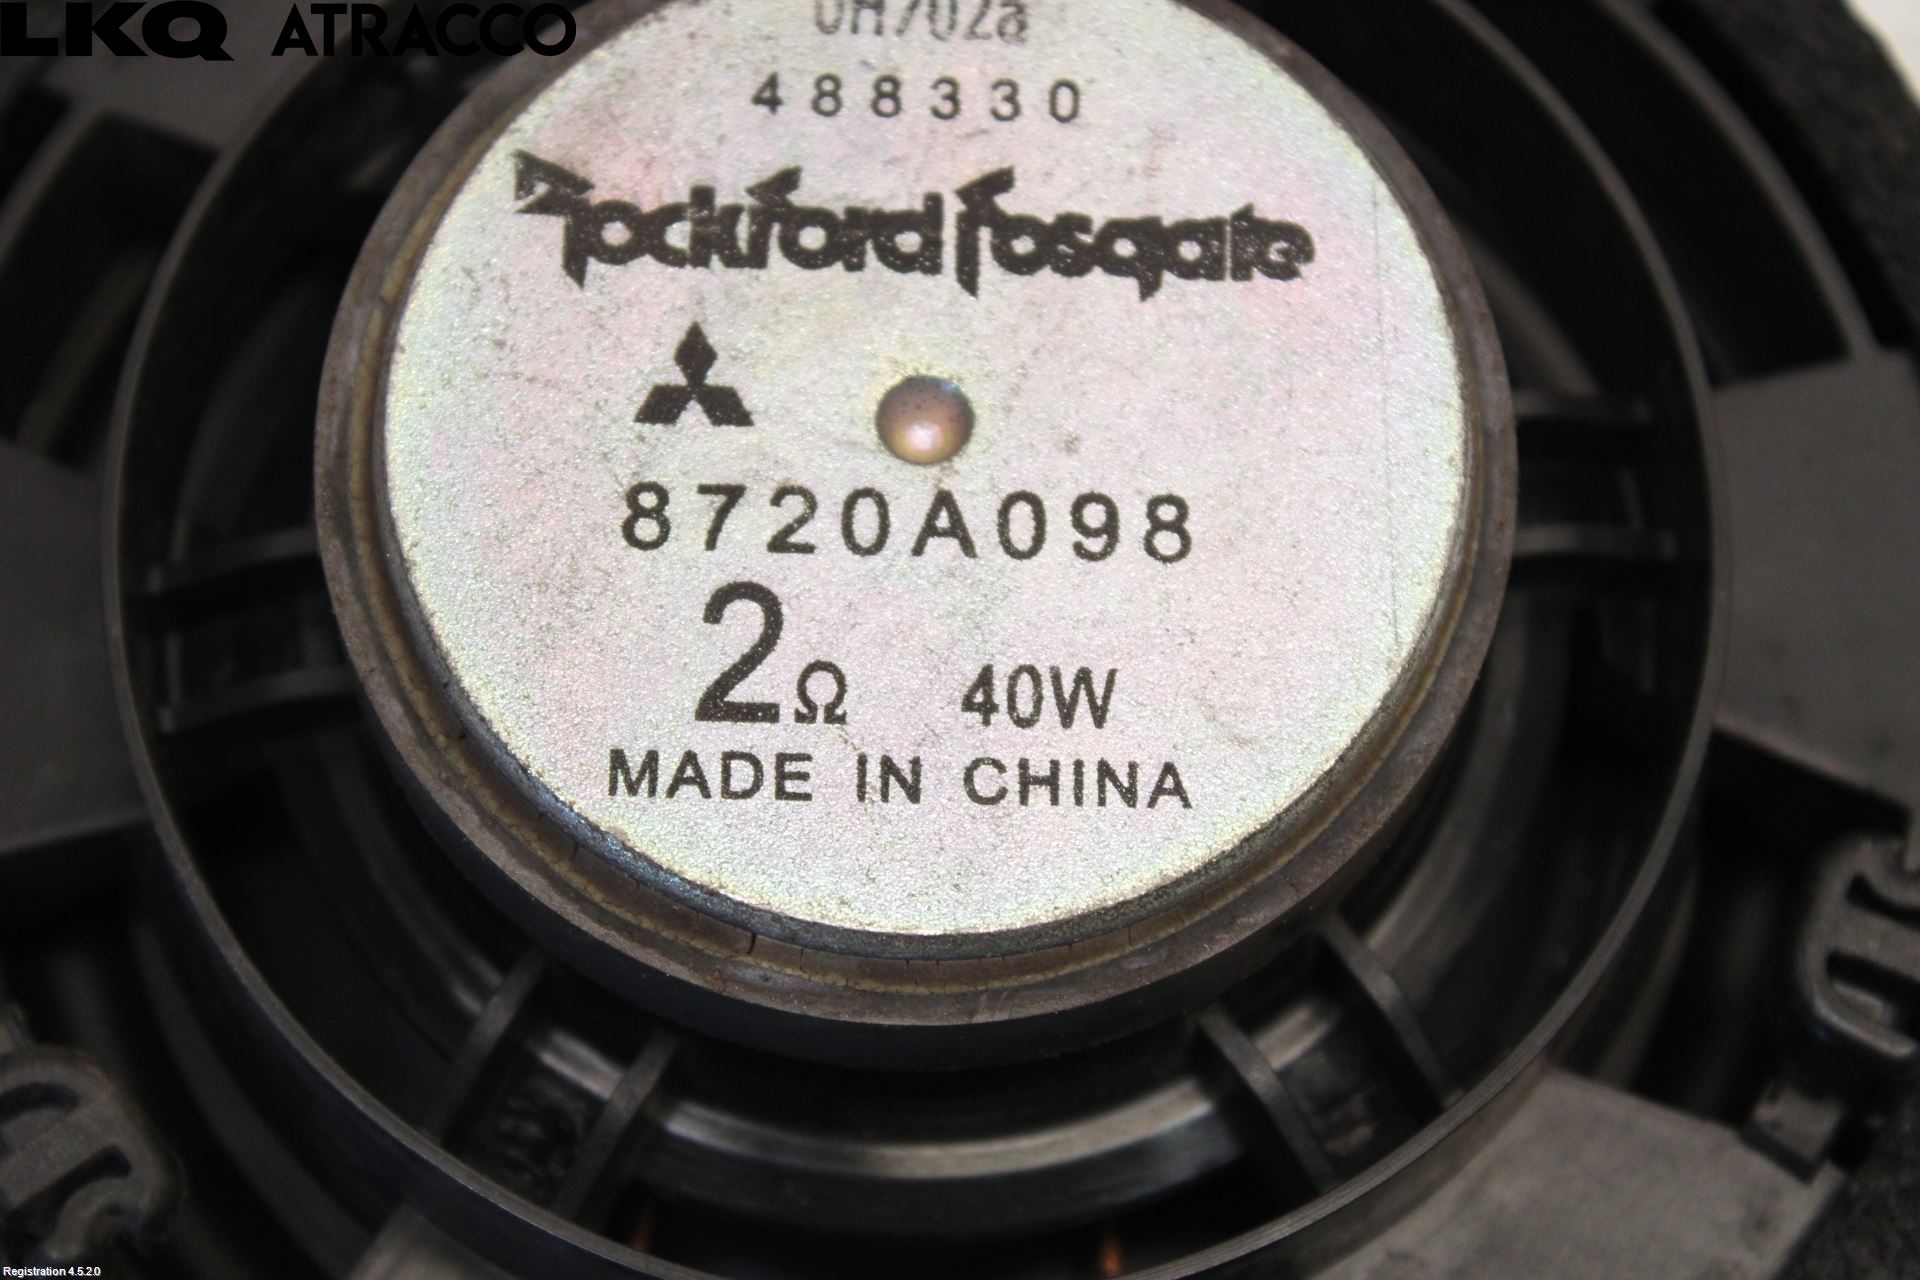 LKQ ATRACCO
488330
Rockford Fosgate
8720A098
2Ω 40W
MADE IN CHINA
Registration 4.5.2.0